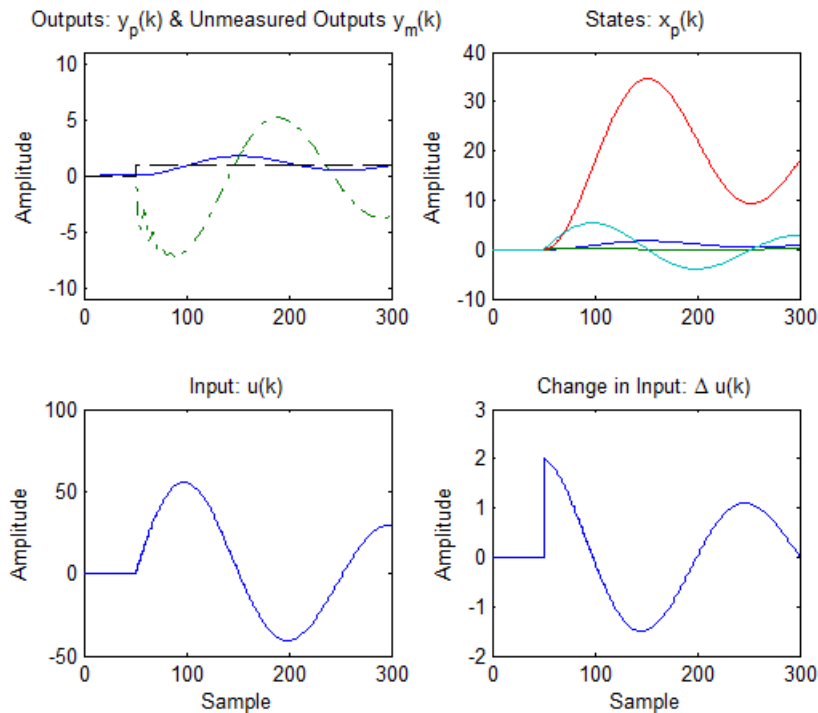 Outputs: y_p(k) & Unmeasured Outputs y_m(k)
Amplitude
10
5
0
-5
-10
0 100 200 300
States: x_p(k)
Amplitude
40
30
20
10
0
-10
0 100 200 300
Input: u(k)
Amplitude
100
50
0
-50
0 100 200 300
Sample
Change in Input: Δ u(k)
Amplitude
3
2
1
0
-1
-2
0 100 200 300
Sample